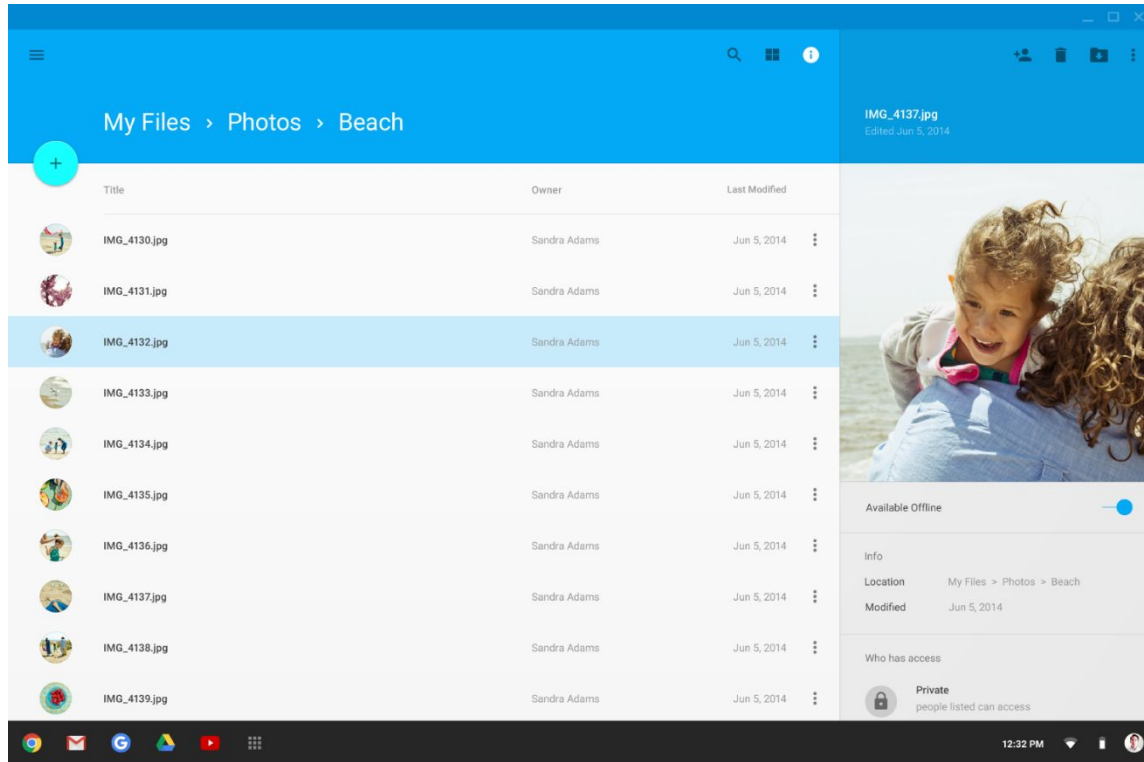 My Files > Photos > Beach
IMG_4137.jpg
Edited Jun 5, 2014
Title Owner Last Modified
IMG_4130.jpg Sandra Adams Jun 5, 2014
IMG_4131.jpg Sandra Adams Jun 5, 2014
IMG_4132.jpg Sandra Adams Jun 5, 2014
IMG_4133.jpg Sandra Adams Jun 5, 2014
IMG_4134.jpg Sandra Adams Jun 5, 2014
IMG_4135.jpg Sandra Adams Jun 5, 2014
IMG_4136.jpg Sandra Adams Jun 5, 2014
IMG_4137.jpg Sandra Adams Jun 5, 2014
IMG_4138.jpg Sandra Adams Jun 5, 2014
IMG_4139.jpg Sandra Adams Jun 5, 2014
Available Offline
Info
Location My Files > Photos > Beach
Modified Jun 5, 2014
Who has access
Private
people listed can access
12:32 PM